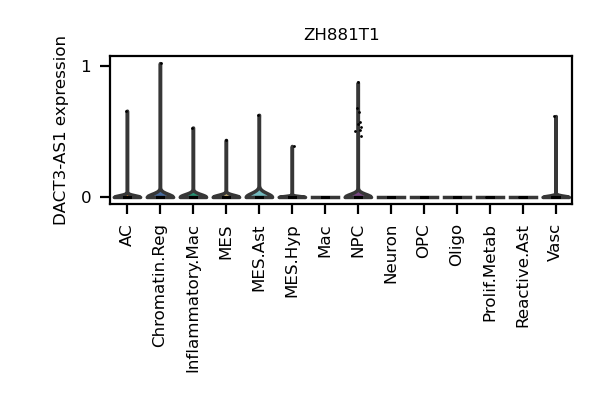 ZH881T1
DACT3-AS1 expression
1
0
AC
Chromatin.Reg
Inflammatory.Mac
MES
MES.Ast
MES.Hyp
Mac
NPC
Neuron
OPC
Oligo
Prolif.Metab
Reactive.Ast
Vasc